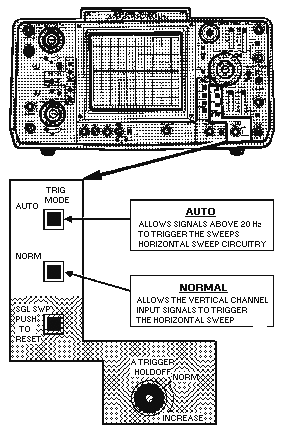 TRIG
MODE
AUTO
AUTO
ALLOWS SIGNALS ABOVE 20 Hz
TO TRIGGER THE SWEEPS
HORIZONTAL SWEEP CIRCUITRY
NORM
NORMAL
ALLOWS THE VERTICAL CHANNEL
INPUT SIGNALS TO TRIGGER
THE HORIZONTAL SWEEP
SGL SWP
PUSH
TO
RESET
A TRIGGER
HOLDOFF
NORM
INCREASE